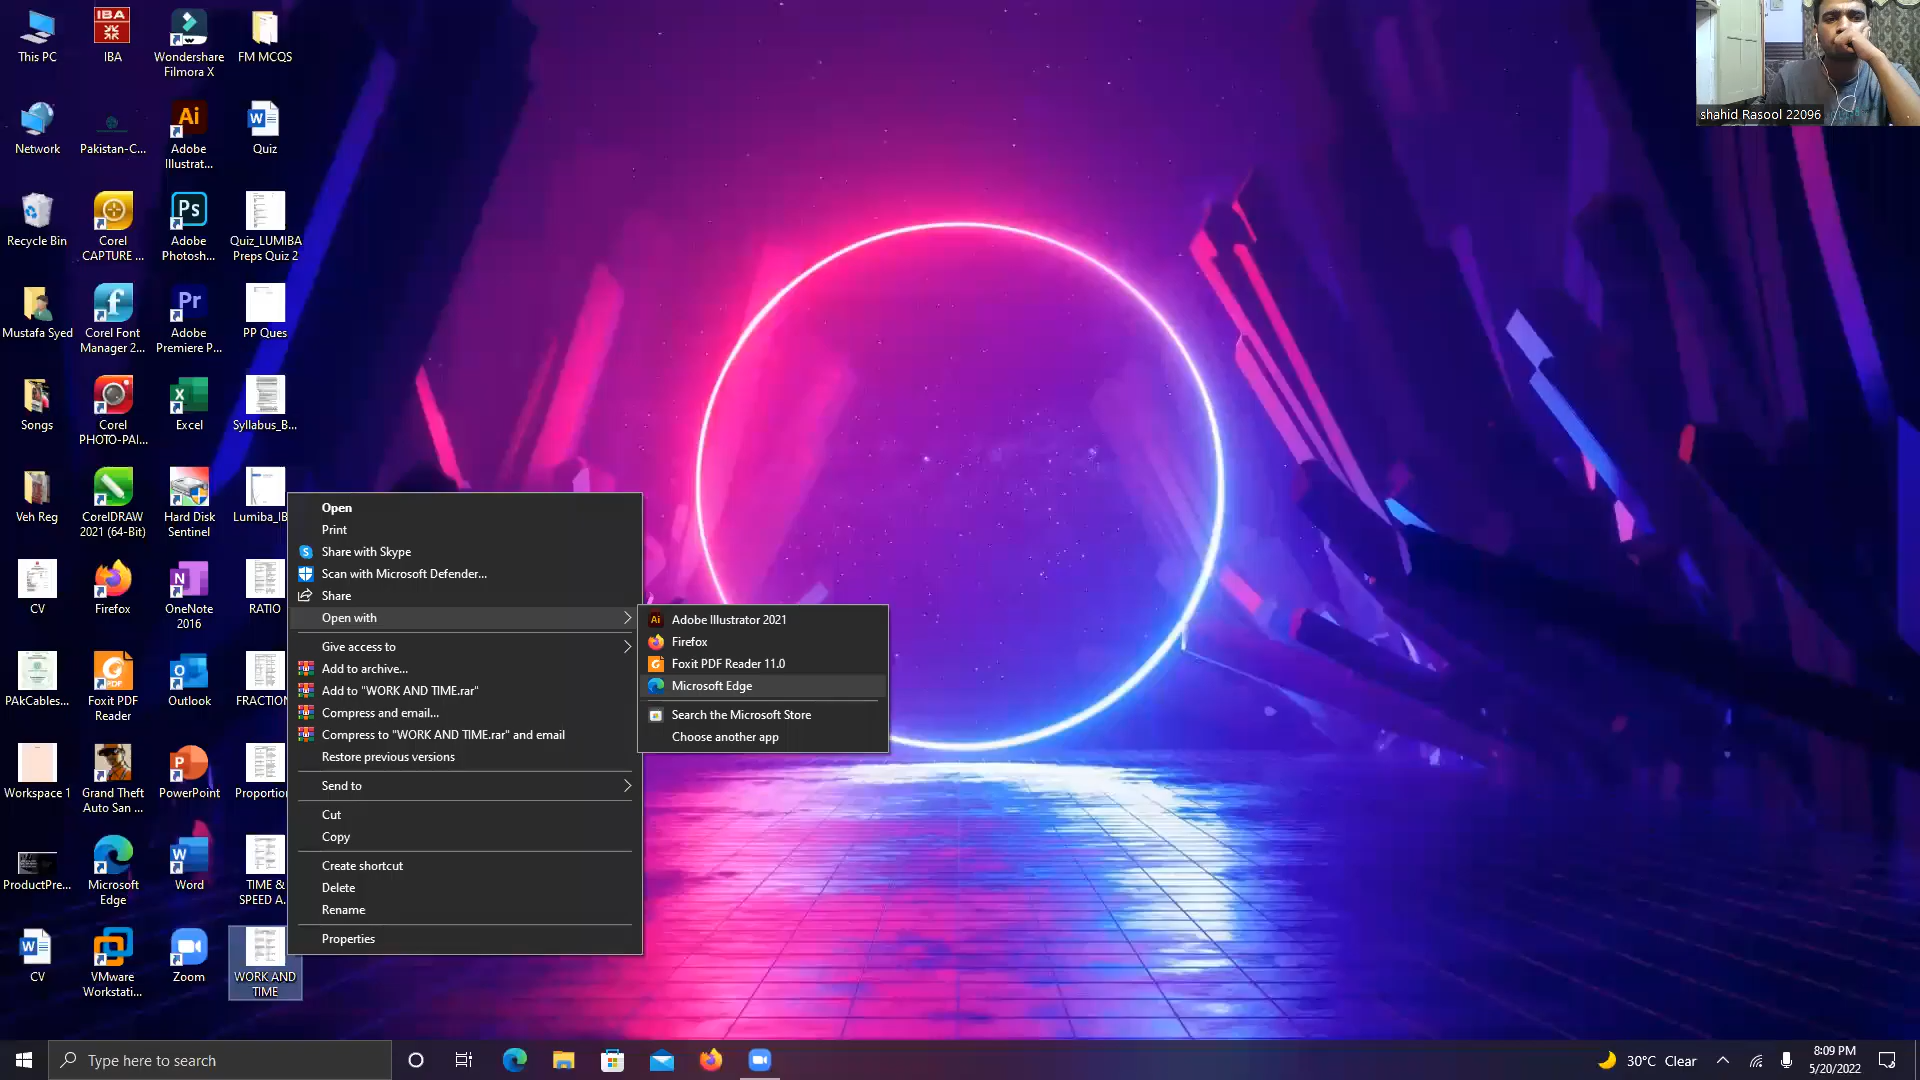 This PC
IBA
IBA
Wondershare
Filmora X
FM MCQS
Network
Pakistan-C...
Ai
Adobe
Illustrat...
Quiz
Recycle Bin
Corel
CAPTURE ...
Ps
Adobe
Photosh...
Quiz_LUMIBA
Preps Quiz 2
Mustafa Syed
Corel Font
Manager 2...
Pr
Adobe
Premiere P...
PP Ques
Songs
Corel
PHOTO-PAI...
Excel
Syllabus_B...
Veh Reg
CorelDRAW
2021 (64-Bit)
Hard Disk
Sentinel
Lumiba_IB
CV
Firefox
OneNote
2016
RATIO
PAkCables...
Foxit PDF
Reader
Outlook
FRACTION
Workspace 1
Grand Theft
Auto San ...
PowerPoint
Proportion
ProductPre...
Microsoft
Edge
Word
TIME &
SPEED A.
CV
VMware
Workstati...
Zoom
WORK AND
TIME
Open
Print
Share with Skype
Scan with Microsoft Defender...
Share
Open with
Give access to
Add to archive...
Add to "WORK AND TIME.rar"
Compress and email...
Compress to "WORK AND TIME.rar" and email
Restore previous versions
Send to
Cut
Copy
Create shortcut
Delete
Rename
Properties
Adobe Illustrator 2021
Firefox
Foxit PDF Reader 11.0
Microsoft Edge
Search the Microsoft Store
Choose another app
shahid Rasool 22096
Type here to search
30°C Clear
8:09 PM
5/20/2022